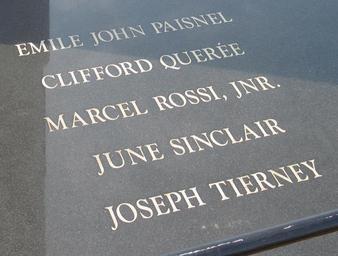 EMILE JOHN PAISNEL
CLIFFORD QUERÉE
MARCEL ROSSI, JNR.
JUNE SINCLAIR
JOSEPH TIERNEY